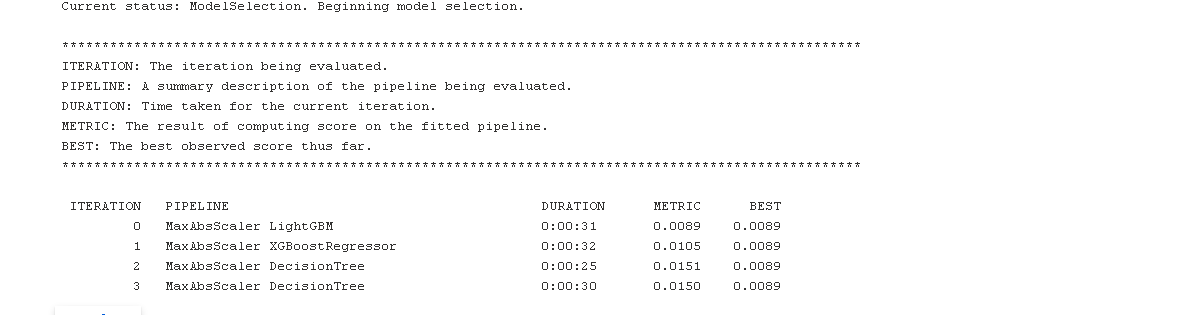 Current status: ModelSelection. Beginning model selection.
****************************************************************************************************
ITERATION: The iteration being evaluated.
PIPELINE: A summary description of the pipeline being evaluated.
DURATION: Time taken for the current iteration.
METRIC: The result of computing score on the fitted pipeline.
BEST: The best observed score thus far.
****************************************************************************************************
ITERATION PIPELINE DURATION METRIC BEST
0 MaxAbsScaler LightGBM 0:00:31 0.0089 0.0089
1 MaxAbsScaler XGBoostRegressor 0:00:32 0.0105 0.0089
2 MaxAbsScaler DecisionTree 0:00:25 0.0151 0.0089
3 MaxAbsScaler DecisionTree 0:00:30 0.0150 0.0089